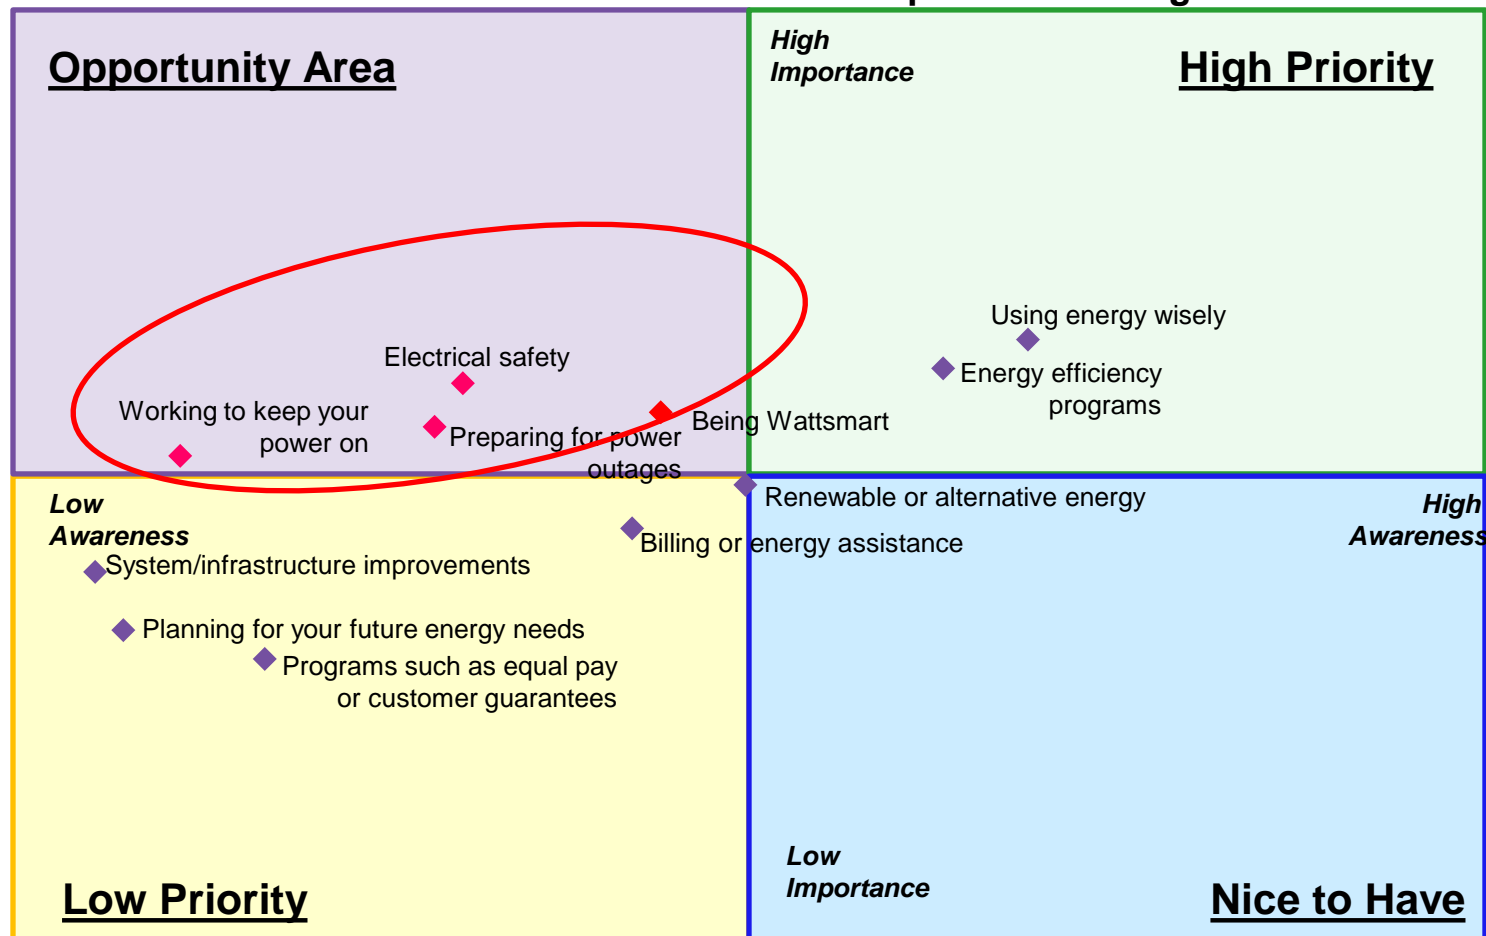 Opportunity Area
High
Importance
High Priority
Using energy wisely
Energy efficiency
programs
Electrical safety
Working to keep your
power on
Preparing for power
outages
Being Wattsmart
Low
Awareness
Renewable or alternative energy
High
Awareness
Billing or energy assistance
System/infrastructure improvements
Planning for your future energy needs
Programs such as equal pay
or customer guarantees
Low
Importance
Low Priority
Nice to Have